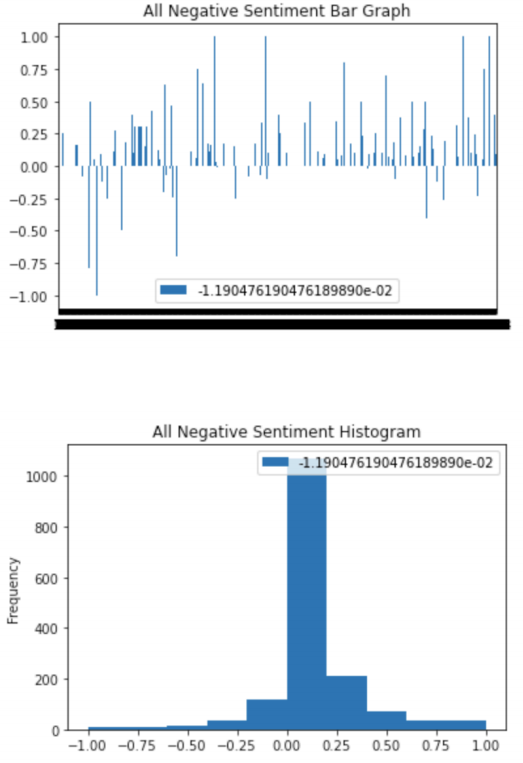 All Negative Sentiment Bar Graph
1.00
0.75
0.50
0.25
0.00
−0.25
−0.50
−0.75
−1.00
-1.190476190476189890e-02
All Negative Sentiment Histogram
-1.190476190476189890e-02
1000
800
600
400
200
0
Frequency
−1.00 −0.75 −0.50 −0.25 0.00 0.25 0.50 0.75 1.00